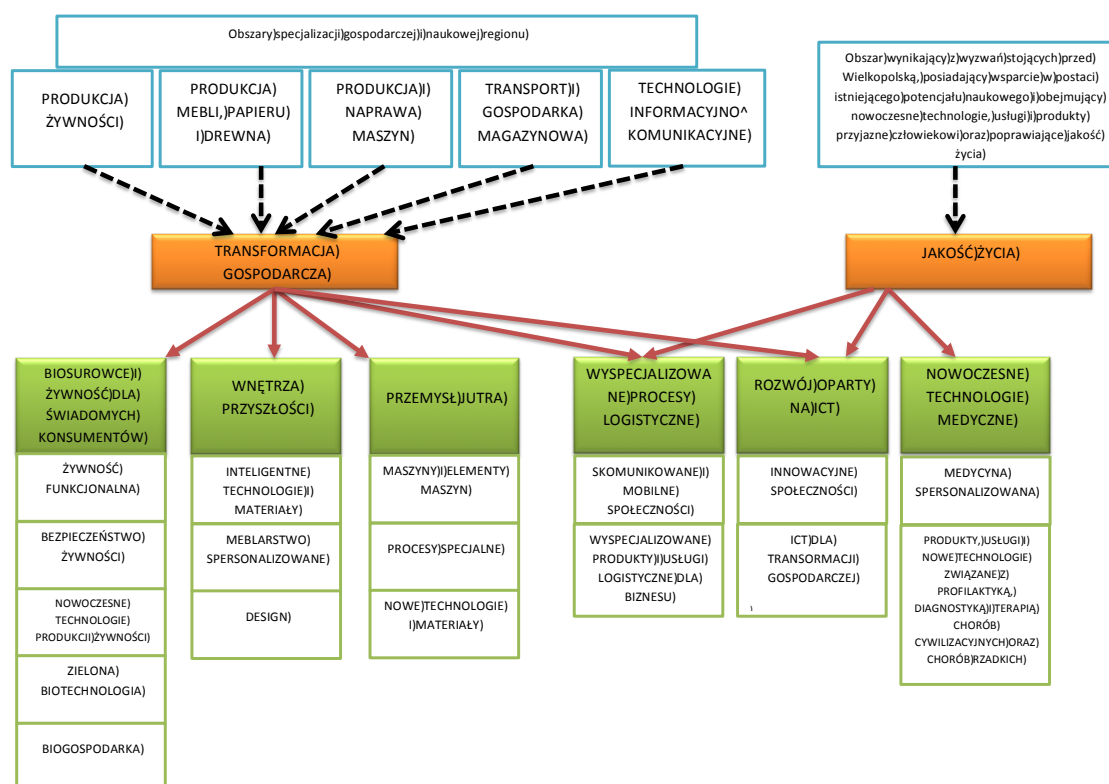 Obszary)specjalizacji)gospodarczej)i)naukowej)regionu)
PRODUKCJA)
ŻYWNOŚCI)
PRODUKCJA)
MEBLI,)PAPIERU)
I)DREWNA)
PRODUKCJA)I)
NAPRAWA)
MASZYN)
TRANSPORT)I)
GOSPODARKA)
MAGAZYNOWA)
TECHNOLOGIE)
INFORMACYJNO^
KOMUNIKACYJNE)
Obszar)wynikający)z)wyzwań)stojących)przed)
Wielkopolską,)posiadający)wsparcie)w)postaci)
istniejącego)potencjału)naukowego)i)obejmujący)
nowoczesne)technologie,)usługi)i)produkty)
przyjazne)człowiekowi)oraz)poprawiające)jakość)
życia)
TRANSFORMACJA)
GOSPODARCZA)
JAKOŚĆ)ŻYCIA)
BIOSUROWCE)I)
ŻYWNOŚĆ)DLA)
ŚWIADOMYCH)
KONSUMENTÓW)
ŻYWNOŚĆ)
FUNKCJONALNA)
BEZPIECZEŃSTWO)
ŻYWNOŚCI)
NOWOCZESNE)
TECHNOLOGIE)
PRODUKCJI)ŻYWNOŚCI)
ZIELONA)
BIOTECHNOLOGIA)
BIOGOSPODARKA)
WNĘTRZA)
PRZYSZŁOŚCI)
INTELIGENTNE)
TECHNOLOGIE)I)
MATERIAŁY)
MEBLARSTWO)
SPERSONALIZOWANE)
DESIGN)
PRZEMYSŁ)JUTRA)
MASZYNY)I)ELEMENTY)
MASZYN)
PROCESY)SPECJALNE)
NOWE)TECHNOLOGIE)
I)MATERIAŁY)
WYSPECJALIZOWA
NE)PROCESY)
LOGISTYCZNE)
SKOMUNIKOWANE)I)
MOBILNE)
SPOŁECZNOŚCI)
WYSPECJALIZOWANE)
PRODUKTY)I)USŁUGI)
LOGISTYCZNE)DLA)
BIZNESU)
ROZWÓJ)OPARTY)
NA)ICT)
INNOWACYJNE)
SPOŁECZNOŚCI)
ICT)DLA)
TRANSORMACJI)
GOSPODARCZEJ)
)
NOWOCZESNE)
TECHNOLOGIE)
MEDYCZNE)
MEDYCYNA)
SPERSONALIZOWANA)
PRODUKTY,)USŁUGI)I)
NOWE)TECHNOLOGIE)
ZWIĄZANE)Z)
PROFILAKTYKĄ,)
DIAGNOSTYKĄ)I)TERAPIĄ)
CHORÓB)
CYWILIZACYJNYCH)ORAZ)
CHORÓB)RZADKICH)